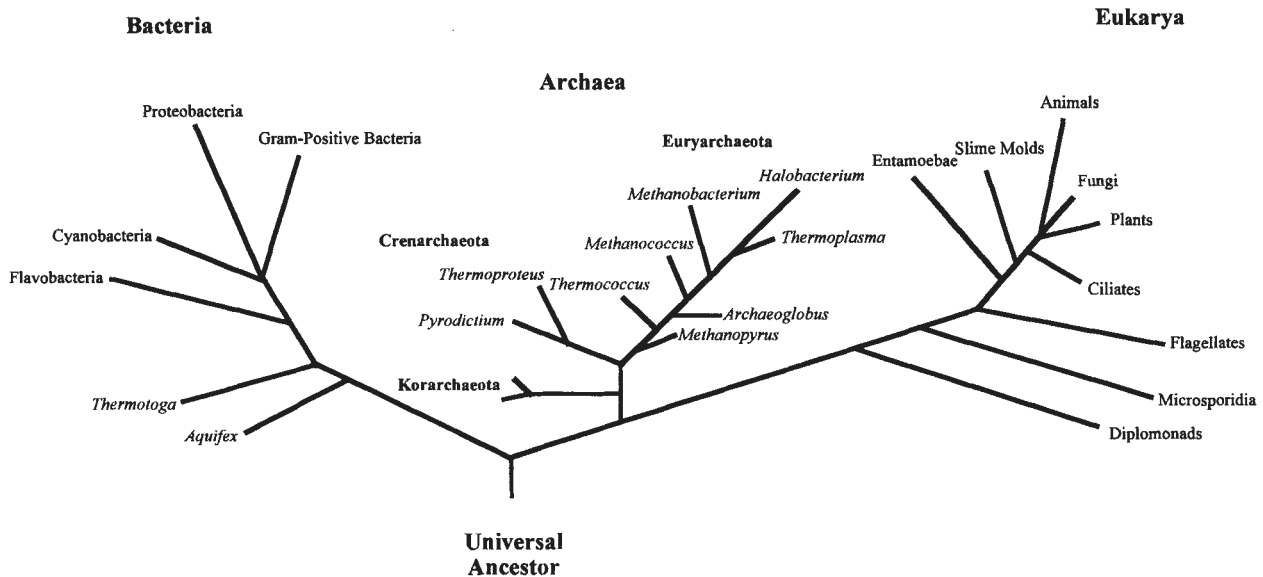 Bacteria
Eukarya
Archaea
Proteobacteria
Animals
Gram-Positive Bacteria
Euryarchaeota
Slime Molds
Entamoebae
Halobacterium
Fungi
Methanobacterium
Plants
Cyanobacteria
Crenarchaeota
Methanococcus
Thermoplasma
Flavobacteria
Thermoproteus
Thermococcus
Ciliates
Pyrodictium
Archaeoglobus
Methanopyrus
Flagellates
Korarchaeota
Thermotoga
Microsporidia
Aquifex
Diplomonads
Universal
Ancestor